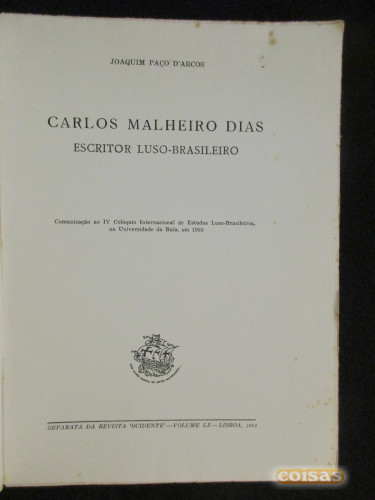 JOAQUIM PAÇO D'ARCOS
CARLOS MALHEIRO DIAS
ESCRITOR LUSO-BRASILEIRO
Comunicação ao IV Colóquio Internacional de Estudos Luso-Brasileiros,
na Universidade da Baía, em 1959
SEPARATA DA REVISTA "OCIDENTE" — VOLUME LX — LISBOA, 1961
coisas